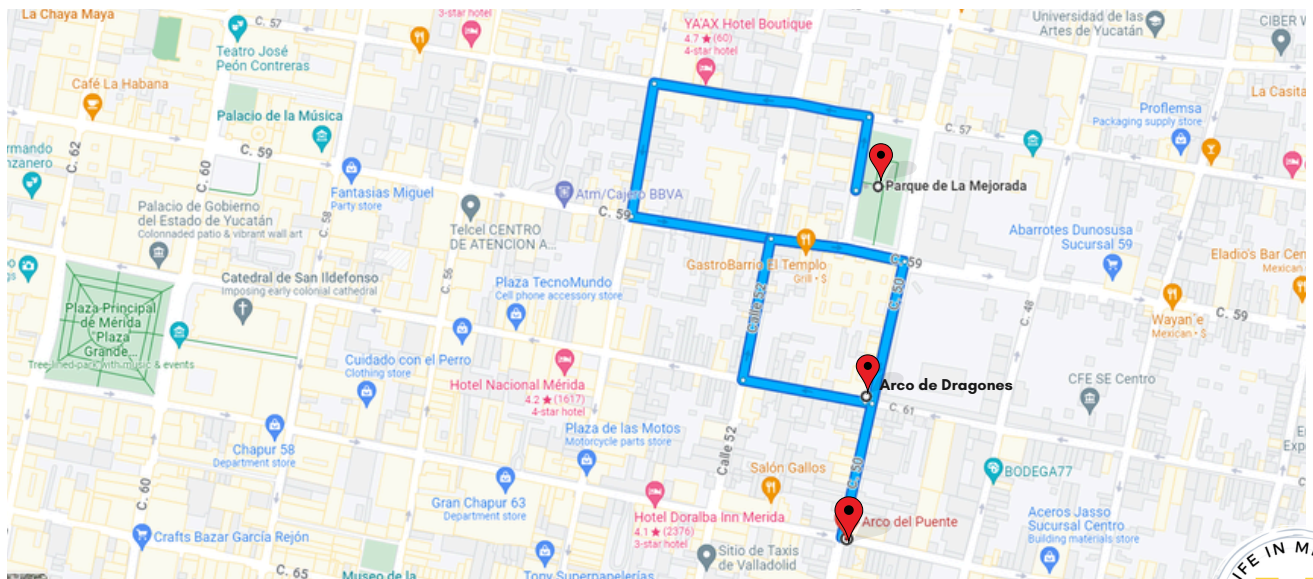 La Chaya Maya
C. 57
Teatro José
Peón Contreras
3-star hotel
YA'AX Hotel Boutique
4.7 ★ (60)
4-star hotel
Universidad de las
Artes de Yucatán
CIBER
Café La Habana
Palacio de la Música
C. 62
C. 60
C. 59
C. 57
Proflemsa
Packaging supply store
La Casita
rmando
nzanero
Fantasias Miguel
Party store
C. 58
Atm/Cajero BBVA
C. 59
Parque de La Mejorada
Palacio de Gobierno
del Estado de Yucatán
Colonnaded patio & vibrant wall art
Telcel CENTRO
DE ATENCION A...
Abarrotes Dunosusa
Sucursal 59
Eladio's Bar Cen
Mexican
GastroBarrio El Templo
Grill • $
C. 59
Catedral de San Ildefonso
Imposing early colonial cathedral
C. 56
Plaza TecnoMundo
Cell phone accessory store
Calle 52
C. 50
C. 48
Plaza Principal
de Mérida
"Plaza
Grande...
Tree-lined park with music & events
Wayan'e
Mexican • $
C. 59
Cuidado con el Perro
Clothing store
Hotel Nacional Mérida
4.2 ★ (1617)
4-star hotel
Arco de Dragones
CFE SE Centro
C. 61
Plaza de las Motos
Motorcycle parts store
Calle 52
Chapur 58
Department store
Salón Gallos
C. 50
BODEGA77
C. 60
Gran Chapur 63
Department store
Hotel Doralba Inn Merida
4.1 ★ (2376)
3-star hotel
Arco del Puente
Aceros Jasso
Sucursal Centro
Building materials store
Crafts Bazar García Rejón
Sitio de Taxis
de Valladolid
C. 65
Museo de la
Tony Superpapelerías
IFE IN M